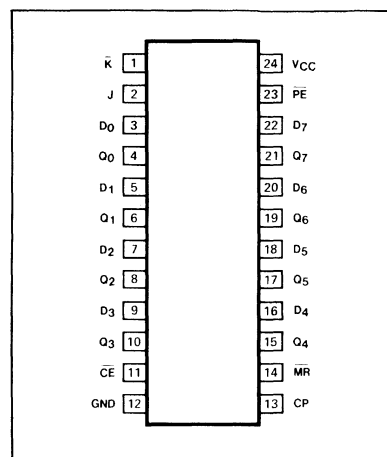 K̄ 1 24 VCC
J 2 23 P̄Ē
D0 3 22 D7
Q0 4 21 Q7
D1 5 20 D6
Q1 6 19 Q6
D2 7 18 D5
Q2 8 17 Q5
D3 9 16 D4
Q3 10 15 Q4
C̄Ē 11 14 M̄R̄
GND 12 13 CP